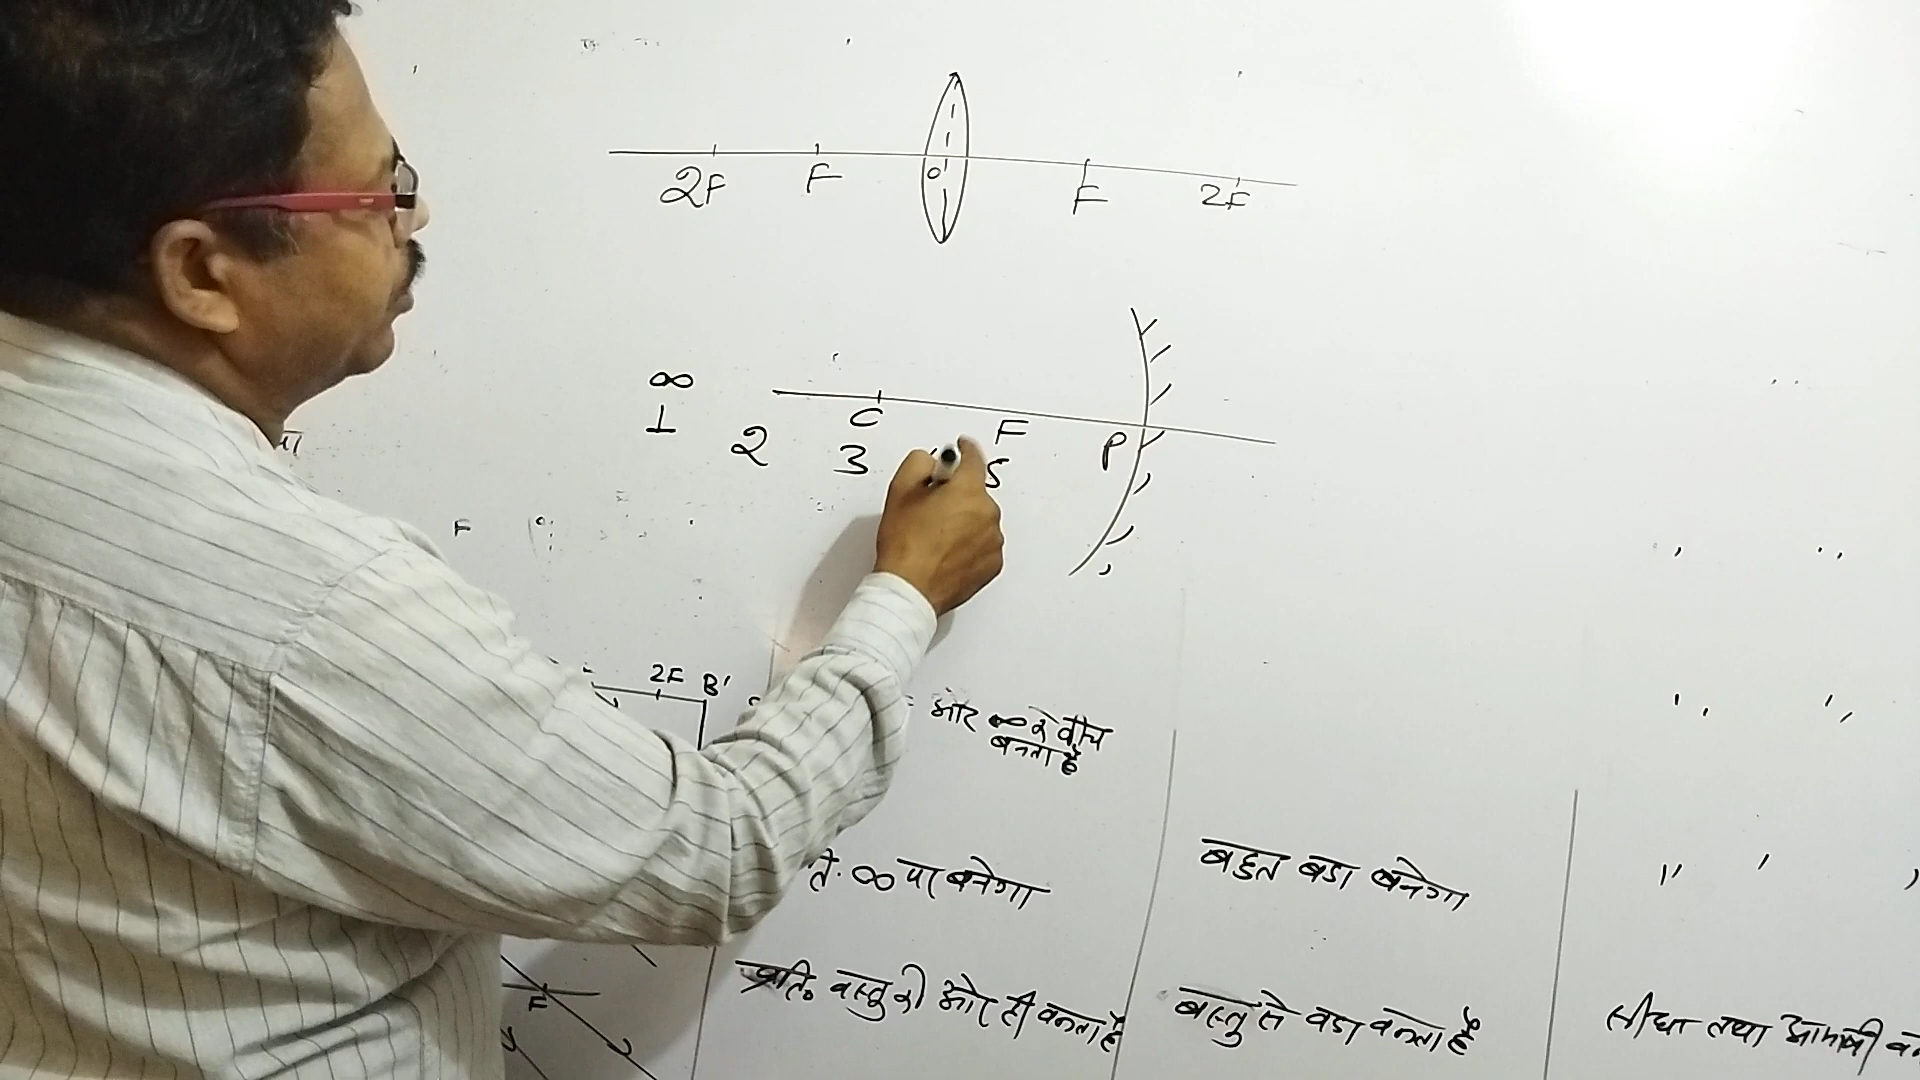 2F F O F 2F
∞
C F P
1 2 3 5
F
2F B'
और ∞ के बीच
बनता है
∞ पर बनेगा
बहुत बडा बनेगा
F
प्रति. वस्तु की ओर ही बनता है
वस्तु से बडा बनता है
सीधा तथा आभाषी